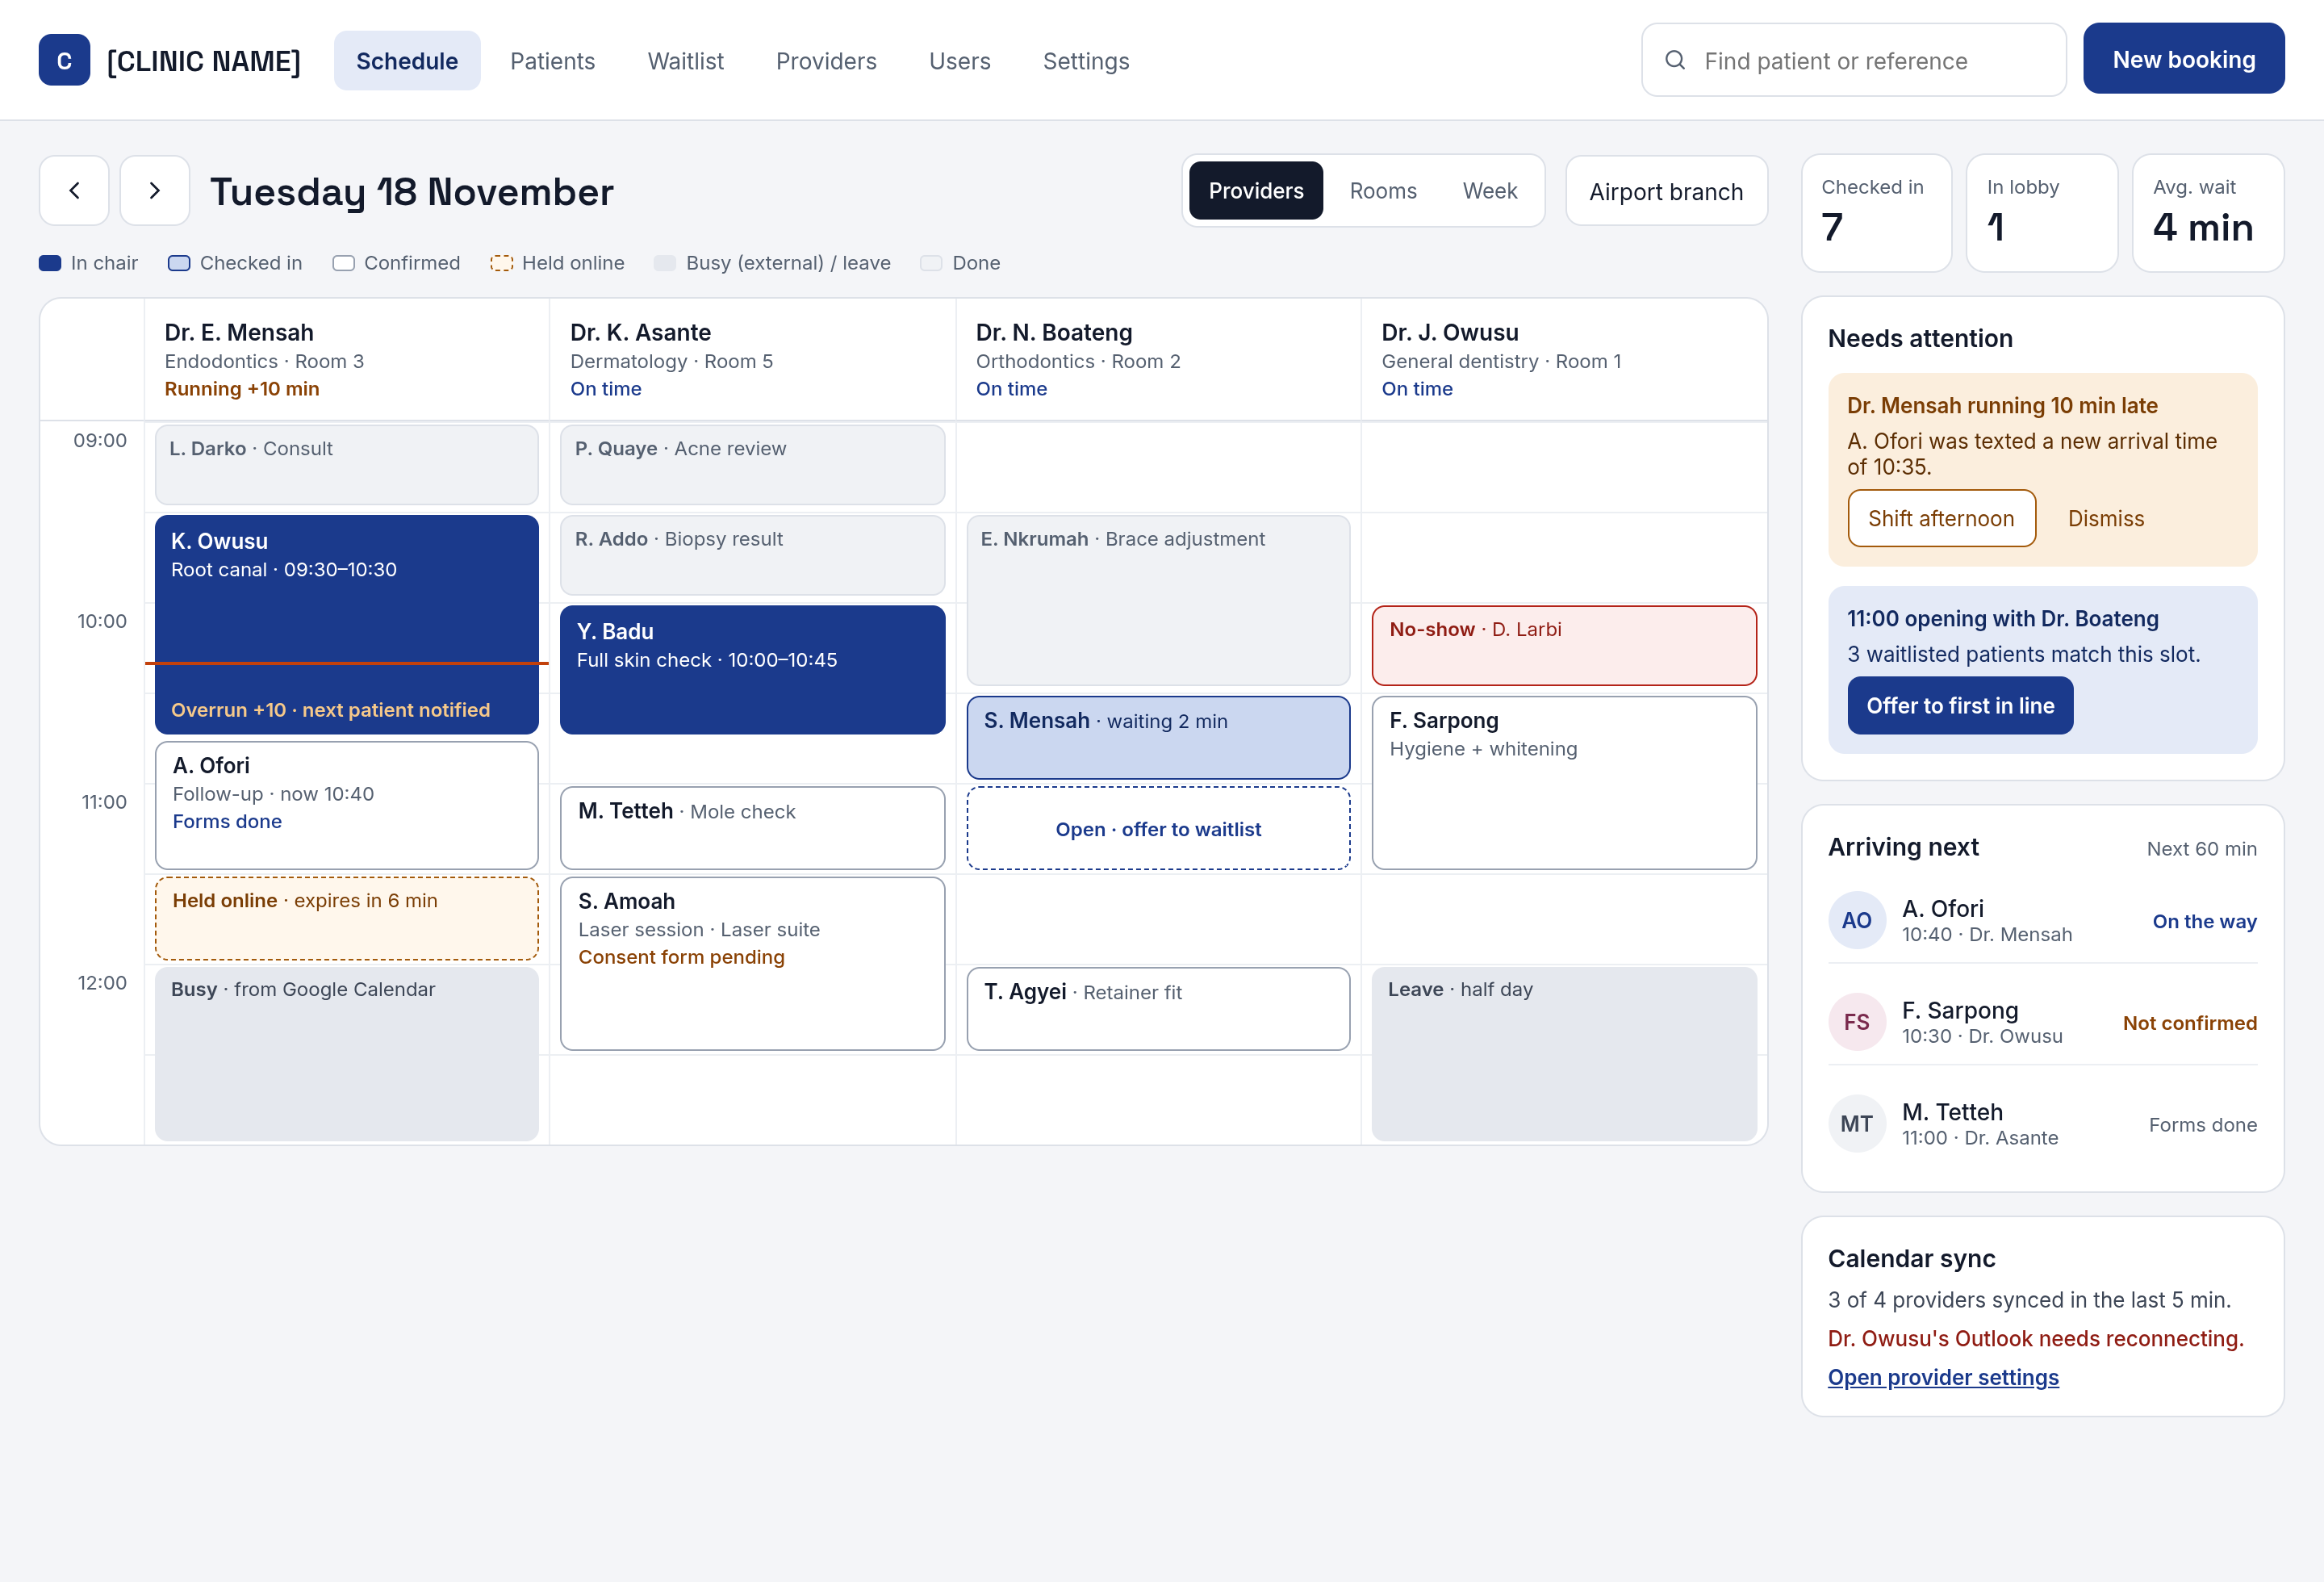 C [CLINIC NAME] Schedule Patients Waitlist Providers Users Settings Find patient or reference New booking
Tuesday 18 November
Providers Rooms Week Airport branch
In chair Checked in Confirmed Held online Busy (external) / leave Done
Dr. E. Mensah
Endodontics · Room 3
Running +10 min
Dr. K. Asante
Dermatology · Room 5
On time
Dr. N. Boateng
Orthodontics · Room 2
On time
Dr. J. Owusu
General dentistry · Room 1
On time
09:00
10:00
11:00
12:00
L. Darko · Consult
K. Owusu
Root canal · 09:30–10:30
Overrun +10 · next patient notified
A. Ofori
Follow-up · now 10:40
Forms done
Held online · expires in 6 min
Busy · from Google Calendar
P. Quaye · Acne review
R. Addo · Biopsy result
Y. Badu
Full skin check · 10:00–10:45
M. Tetteh · Mole check
S. Amoah
Laser session · Laser suite
Consent form pending
E. Nkrumah · Brace adjustment
S. Mensah · waiting 2 min
Open · offer to waitlist
T. Agyei · Retainer fit
No-show · D. Larbi
F. Sarpong
Hygiene + whitening
Leave · half day
Checked in
7
In lobby
1
Avg. wait
4 min
Needs attention
Dr. Mensah running 10 min late
A. Ofori was texted a new arrival time
of 10:35.
Shift afternoon Dismiss
11:00 opening with Dr. Boateng
3 waitlisted patients match this slot.
Offer to first in line
Arriving next Next 60 min
AO A. Ofori
10:40 · Dr. Mensah
On the way
FS F. Sarpong
10:30 · Dr. Owusu
Not confirmed
MT M. Tetteh
11:00 · Dr. Asante
Forms done
Calendar sync
3 of 4 providers synced in the last 5 min.
Dr. Owusu's Outlook needs reconnecting.
Open provider settings